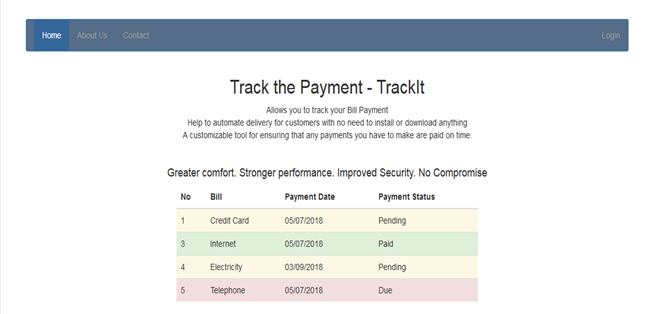 Home About Us Contact Login
Track the Payment - TrackIt
Allows you to track your Bill Payment
Help to automate delivery for customers with no need to install or download anything
A customizable tool for ensuring that any payments you have to make are paid on time.
Greater comfort. Stronger performance. Improved Security. No Compromise
No Bill Payment Date Payment Status
1 Credit Card 05/07/2018 Pending
3 Internet 05/07/2018 Paid
4 Electricity 03/09/2018 Pending
5 Telephone 05/07/2018 Due